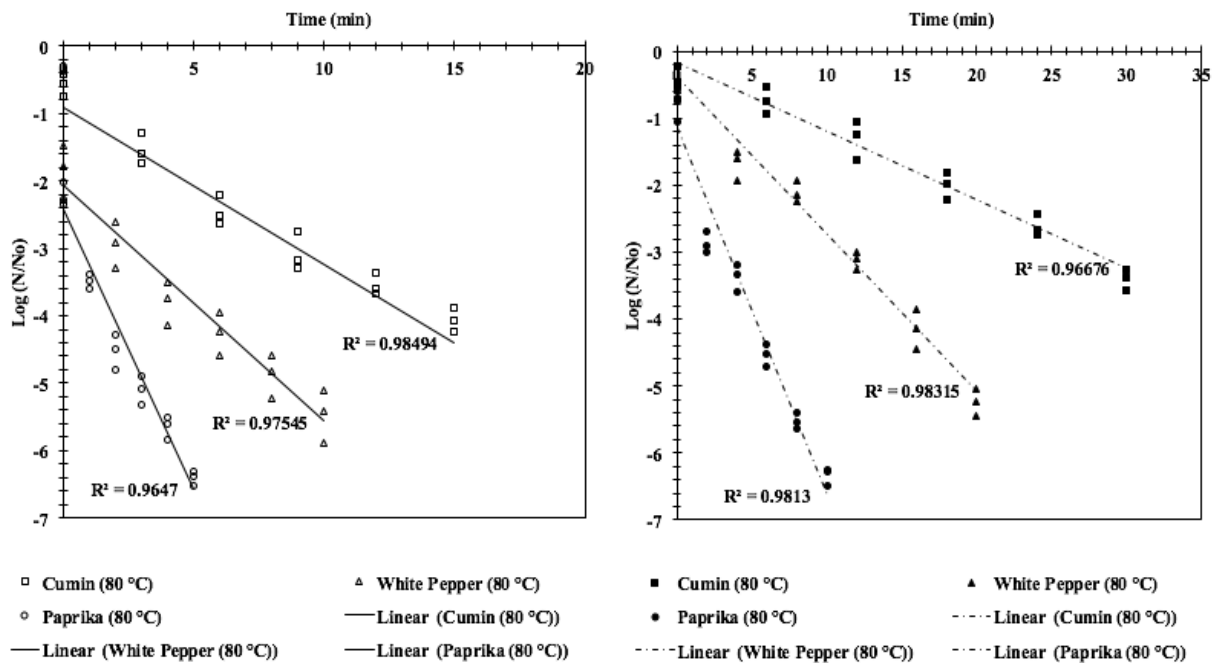 Time (min)
0 5 10 15 20
0
-1
-2
-3
-4
-5
-6
-7
Log (N/No)
R² = 0.98494
R² = 0.97545
R² = 0.9647
□ Cumin (80 °C)
△ White Pepper (80 °C)
○ Paprika (80 °C)
Linear (Cumin (80 °C))
Linear (White Pepper (80 °C))
Linear (Paprika (80 °C))
Time (min)
0 5 10 15 20 25 30 35
0
-1
-2
-3
-4
-5
-6
-7
Log (N/No)
R² = 0.96676
R² = 0.98315
R² = 0.9813
■ Cumin (80 °C)
▲ White Pepper (80 °C)
● Paprika (80 °C)
Linear (Cumin (80 °C))
Linear (White Pepper (80 °C))
Linear (Paprika (80 °C))